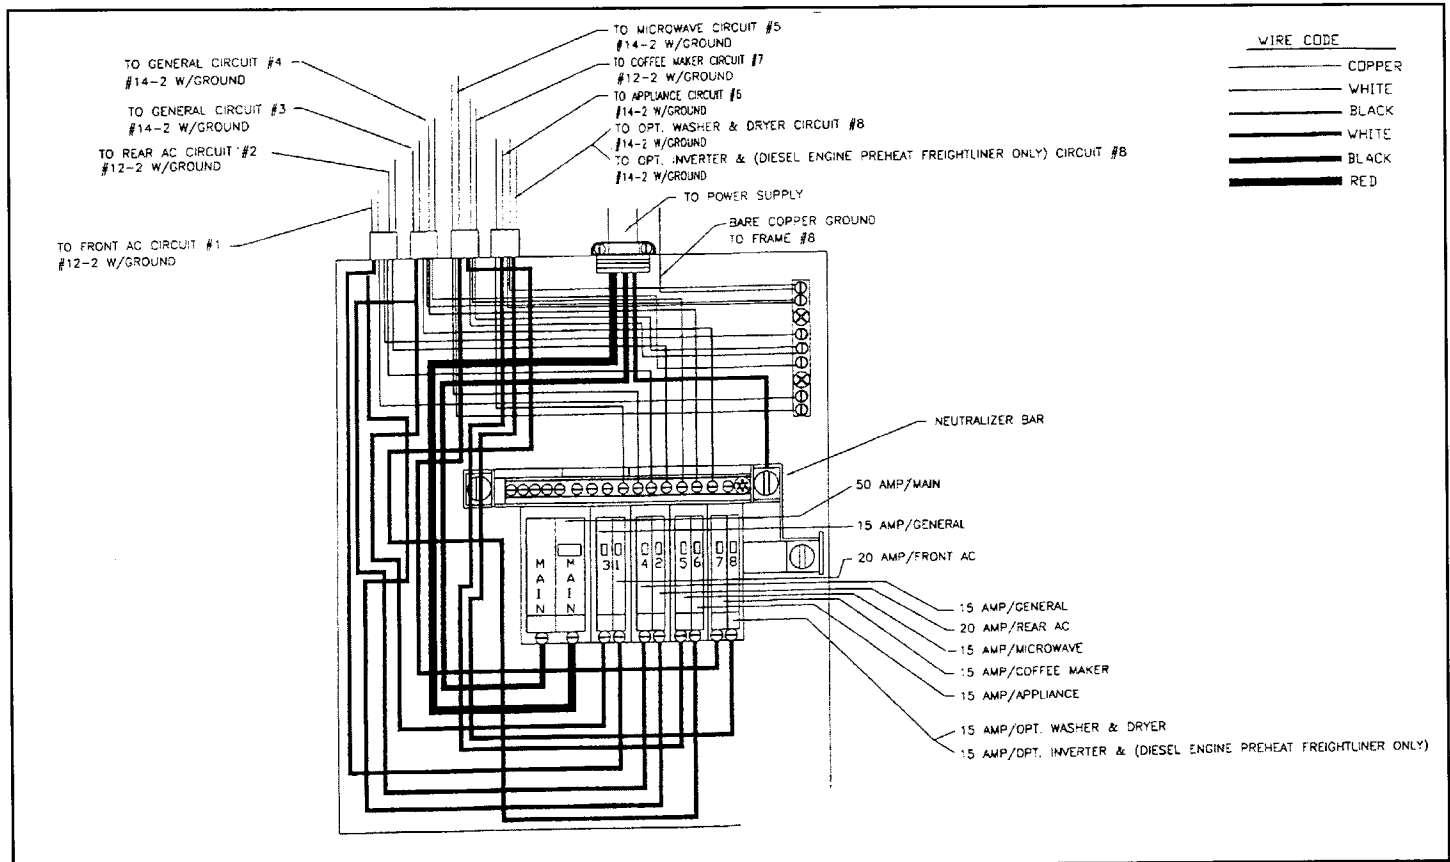 TO MICROWAVE CIRCUIT #5
#14-2 W/GROUND
TO COFFEE MAKER CIRCUIT #7
#12-2 W/GROUND
TO APPLIANCE CIRCUIT #6
#14-2 W/GROUND
TO OPT. WASHER & DRYER CIRCUIT #8
#14-2 W/GROUND
TO OPT. INVERTER & (DIESEL ENGINE PREHEAT FREIGHTLINER ONLY) CIRCUIT #8
#14-2 W/GROUND
TO GENERAL CIRCUIT #4
#14-2 W/GROUND
TO GENERAL CIRCUIT #3
#14-2 W/GROUND
TO REAR AC CIRCUIT #2
#12-2 W/GROUND
TO FRONT AC CIRCUIT #1
#12-2 W/GROUND
TO POWER SUPPLY
BARE COPPER GROUND
TO FRAME #8
WIRE CODE
COPPER
WHITE
BLACK
WHITE
BLACK
RED
NEUTRALIZER BAR
50 AMP/MAIN
15 AMP/GENERAL
20 AMP/FRONT AC
15 AMP/GENERAL
20 AMP/REAR AC
15 AMP/MICROWAVE
15 AMP/COFFEE MAKER
15 AMP/APPLIANCE
15 AMP/OPT. WASHER & DRYER
15 AMP/OPT. INVERTER & (DIESEL ENGINE PREHEAT FREIGHTLINER ONLY)
MAIN
MAIN
3 1
4 2
5 6
7 8